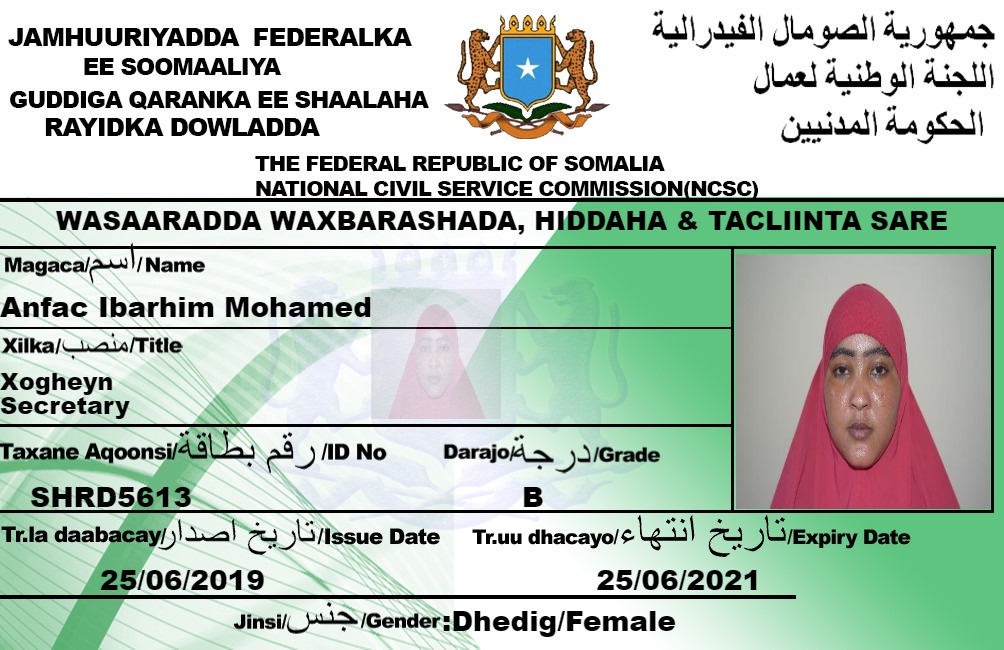 JAMHUURIYADDA FEDERALKA
EE SOOMAALIYA
GUDDIGA QARANKA EE SHAALAHA
RAYIDKA DOWLADDA
جمهورية الصومال الفيدرالية
اللجنة الوطنية لعمال
الحكومة المدنيين
THE FEDERAL REPUBLIC OF SOMALIA
NATIONAL CIVIL SERVICE COMMISSION(NCSC)
WASAARADDA WAXBARASHADA, HIDDAHA & TACLIINTA SARE
Magaca/اسم/Name
Anfac Ibarhim Mohamed
Xilka/منصب/Title
Xogheyn
Secretary
Taxane Aqoonsi/رقم بطاقة/ID No
SHRD5613
Darajo/درجة/Grade
B
Tr.la daabacay/تاريخ اصدار/Issue Date
25/06/2019
Tr.uu dhacayo/تاريخ انتهاء/Expiry Date
25/06/2021
Jinsi/جنس/Gender:Dhedig/Female